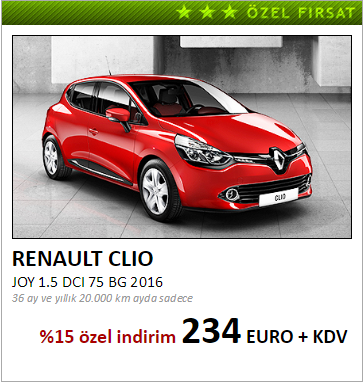 ★ ★ ★ ÖZEL FIRSAT
CLIO
RENAULT CLIO
JOY 1.5 DCI 75 BG 2016
36 ay ve yıllık 20.000 km ayda sadece
%15 özel indirim 234 EURO + KDV